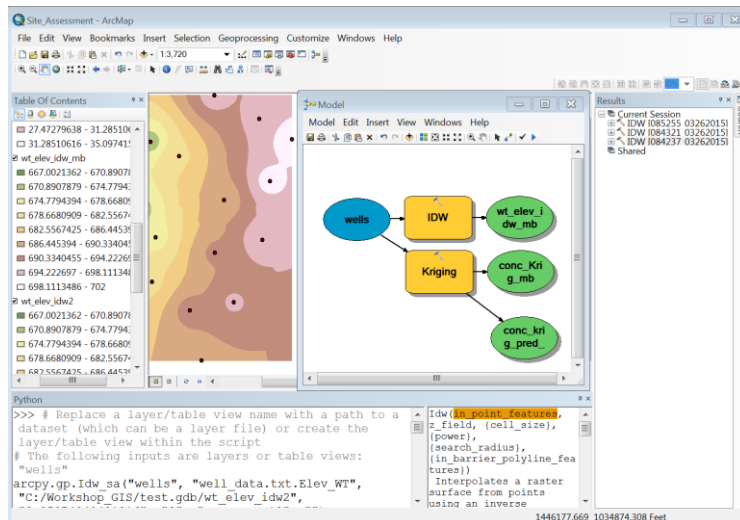 Site_Assessment - ArcMap
File Edit View Bookmarks Insert Selection Geoprocessing Customize Windows Help
1:3,720
Table Of Contents
27.47279638 - 31.285106
31.28510616 - 35.097415
wt_elev_idw_mb
667.0021362 - 670.89078
670.8907879 - 674.77943
674.7794394 - 678.66809
678.6680909 - 682.55674
682.5567425 - 686.44539
686.445394 - 690.334045
690.3340455 - 694.22269
694.222697 - 698.111348
698.1113486 - 702
wt_elev_idw2
667.0021362 - 670.89078
670.8907879 - 674.7794
674.7794394 - 678.66809
678.6680909 - 682.55674
682.5567425 - 686.44539
Model
Model Edit Insert View Windows Help
wells
IDW
wt_elev_i
dw_mb
Kriging
conc_Kri
g_mb
conc_kri
g_pred_
Results
Current Session
IDW [085255 03262015]
IDW [084321 03262015]
IDW [084237 03262015]
Shared
Python
>>> # Replace a layer/table view name with a path to a
dataset (which can be a layer file) or create the
layer/table view within the script
# The following inputs are layers or table views:
"wells"
arcpy.gp.Idw_sa("wells", "well_data.txt.Elev_WT",
"C:/Workshop_GIS/test.gdb/wt_elev_idw2",
Idw(in_point_features,
z_field, {cell_size},
{power},
{search_radius},
{in_barrier_polyline_fea
tures})
Interpolates a raster
surface from points
using an inverse
1446177.669 1034874.308 Feet